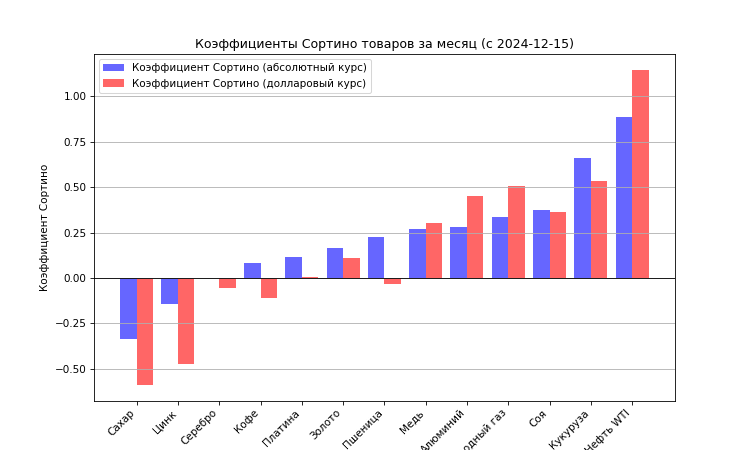 Коэффициенты Сортино товаров за месяц (с 2024-12-15)
Коэффициент Сортино (абсолютный курс)
Коэффициент Сортино (долларовый курс)
Коэффициент Сортино
1.00
0.75
0.50
0.25
0.00
−0.25
−0.50
Сахар
Цинк
Серебро
Кофе
Платина
Золото
Пшеница
Медь
Алюминий
одный газ
Соя
Кукуруза
Нефть WTI